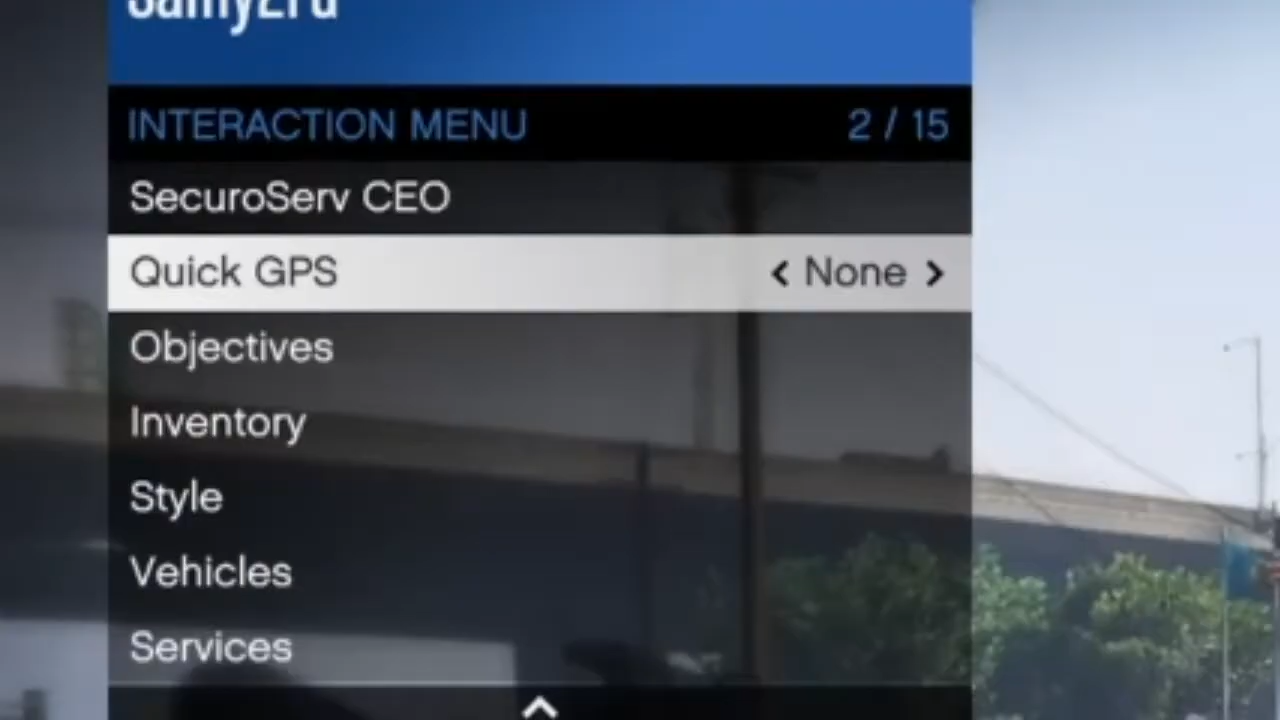 INTERACTION MENU 2 / 15
SecuroServ CEO
Quick GPS < None >
Objectives
Inventory
Style
Vehicles
Services